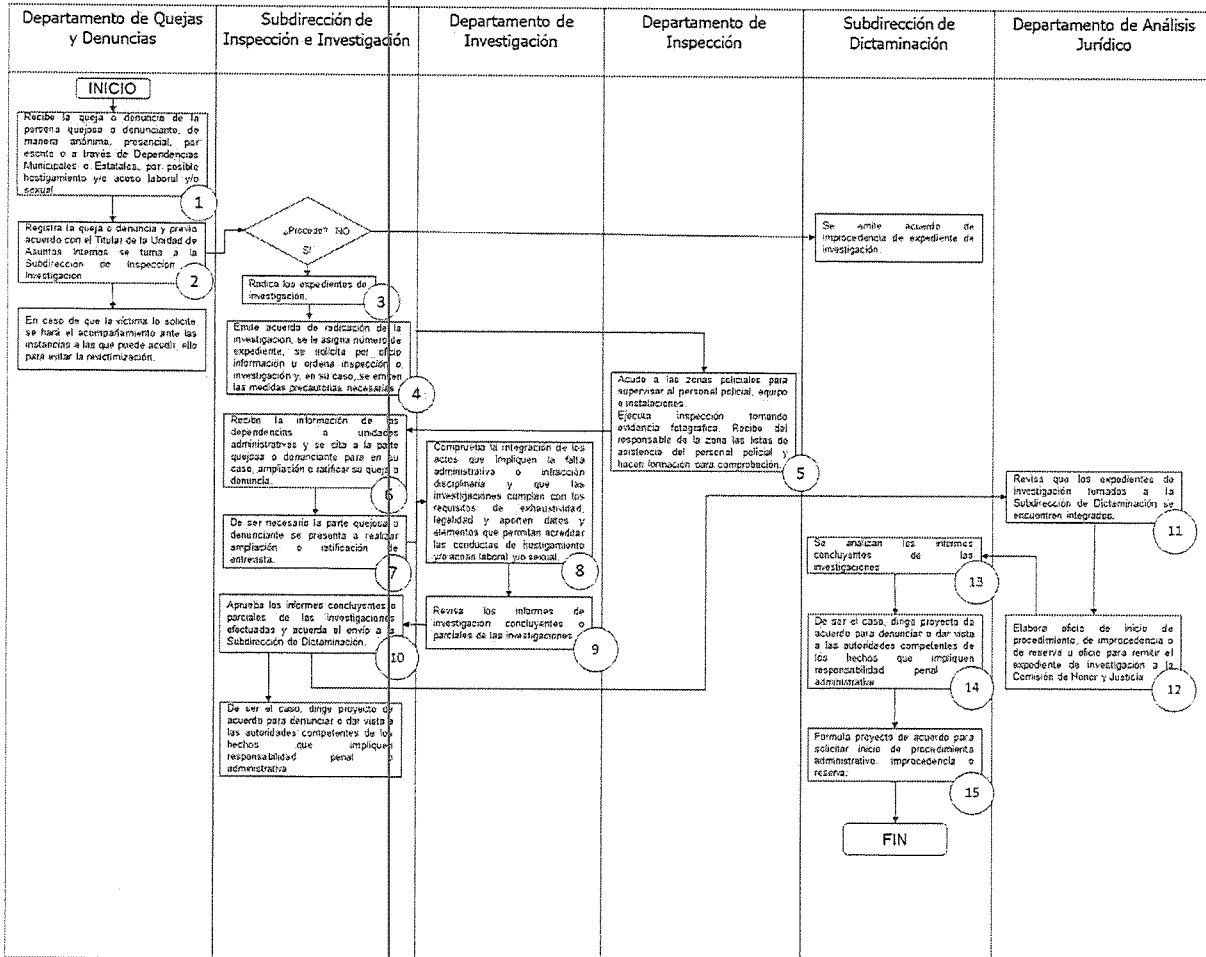 Departamento de Quejas
y Denuncias
Subdirección de
Inspección e Investigación
Departamento de
Investigación
Departamento de
Inspección
Subdirección de
Dictaminación
Departamento de Análisis
Jurídico
INICIO
Recibe la queja o denuncia de la
persona quejosa o denunciante, de
manera anónima, presencial, por
escrito o a través de Dependencias
Municipales o Estatales, por posible
hostigamiento y/o acoso laboral y/o
sexual
1
Registra la queja o denuncia y previo
acuerdo con el Titular de la Unidad de
Asuntos Internos se turna a la
Subdirección de Inspección
Investigación
2
En caso de que la víctima lo solicite,
se hará el acompañamiento ante las
instancias a las que puede acudir, ello
para evitar la revictimización.
¿Procede? NO
SI
Radica los expedientes de
investigación.
3
Emite acuerdo de radicación de la
investigación, se le asigna número de
expediente, se solicita por oficio
información u ordena inspección o
investigación y, en su caso, se emiten
las medidas precautorias necesarias
4
Acude a las zonas policiales para
supervisar al personal policial, equipo
o instalaciones.
Ejecuta inspección tomando
evidencia fotográfica. Recibe del
responsable de la zona las listas de
asistencia del personal policial y
hacen formación para comprobación.
5
Recibe la información de las
dependencias a unidades
administrativas y se cita a la parte
quejosa o denunciante para en su
caso, ampliación o ratificar su queja o
denuncia.
6
De ser necesario la parte quejosa o
denunciante se presenta a realizar
ampliación o ratificación de
entrevista.
7
Comprueba la integración de los
actos que impliquen la falta
administrativa o infracción
disciplinaria y que las
investigaciones cumplan con los
requisitos de exhaustividad,
legalidad y aporten datos y
elementos que permitan acreditar
las conductas de hostigamiento
y/o acoso laboral y/o sexual.
8
Revisa los informes de
investigación concluyentes o
parciales de las investigaciones
9
Aprueba los informes concluyentes o
parciales de las investigaciones
efectuadas y acuerda el envío a la
Subdirección de Dictaminación.
10
De ser el caso, dirige proyecto de
acuerdo para denunciar o dar vista a
las autoridades competentes de los
hechos que impliquen
responsabilidad penal o
administrativa
Se emite acuerdo de
improcedencia de expediente de
investigación.
Revisa que los expedientes de
investigación turnados a la
Subdirección de Dictaminación se
encuentren integrados.
11
Elabora oficio de inicio de
procedimiento, de improcedencia o
de reserva u oficio para remitir el
expediente de investigación a la
Comisión de Honor y Justicia
12
Se analizan los informes
concluyentes de las
investigaciones
13
De ser el caso, dirige proyecto de
acuerdo para denunciar o dar vista
a las autoridades competentes de
los hechos que impliquen
responsabilidad penal o
administrativa
14
Formula proyecto de acuerdo para
solicitar inicio de procedimiento
administrativo, improcedencia o
reserva.
15
FIN